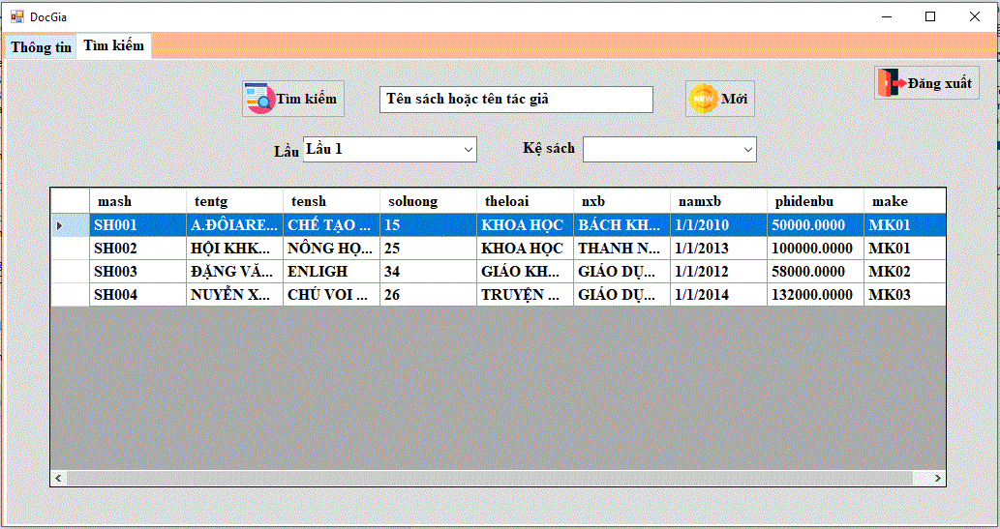 DocGia
Thông tin Tìm kiếm
Tìm kiếm Tên sách hoặc tên tác giả NEW Mới Đăng xuất
Lầu Lầu 1 Kệ sách
mash tentg tensh soluong theloai nxb namxb phidenbu make
SH001 A.ĐÔIARE... CHẾ TẠO ... 15 KHOA HỌC BÁCH KH... 1/1/2010 50000.0000 MK01
SH002 HỘI KHK... NÔNG HỌ... 25 KHOA HỌC THANH N... 1/1/2013 100000.0000 MK01
SH003 ĐẶNG VĂ... ENLIGH 34 GIÁO KH... GIÁO DỤ... 1/1/2012 58000.0000 MK02
SH004 NUYỄN X... CHÚ VOI ... 26 TRUYỆN ... GIÁO DỤ... 1/1/2014 132000.0000 MK03